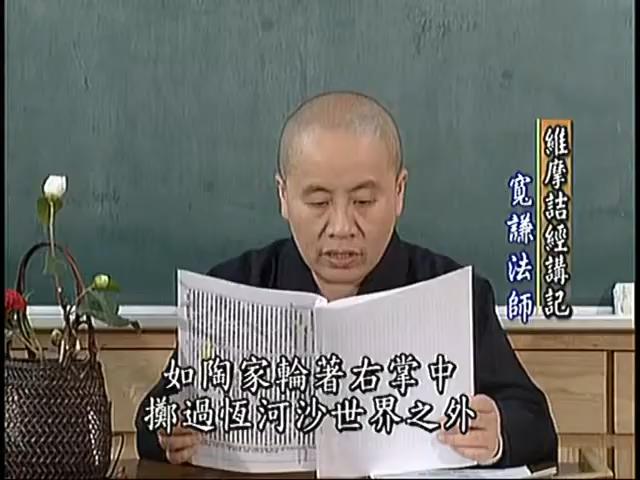 維摩詰經講記
寬謙法師
如陶家輪著右掌中
擲過恆河沙世界之外